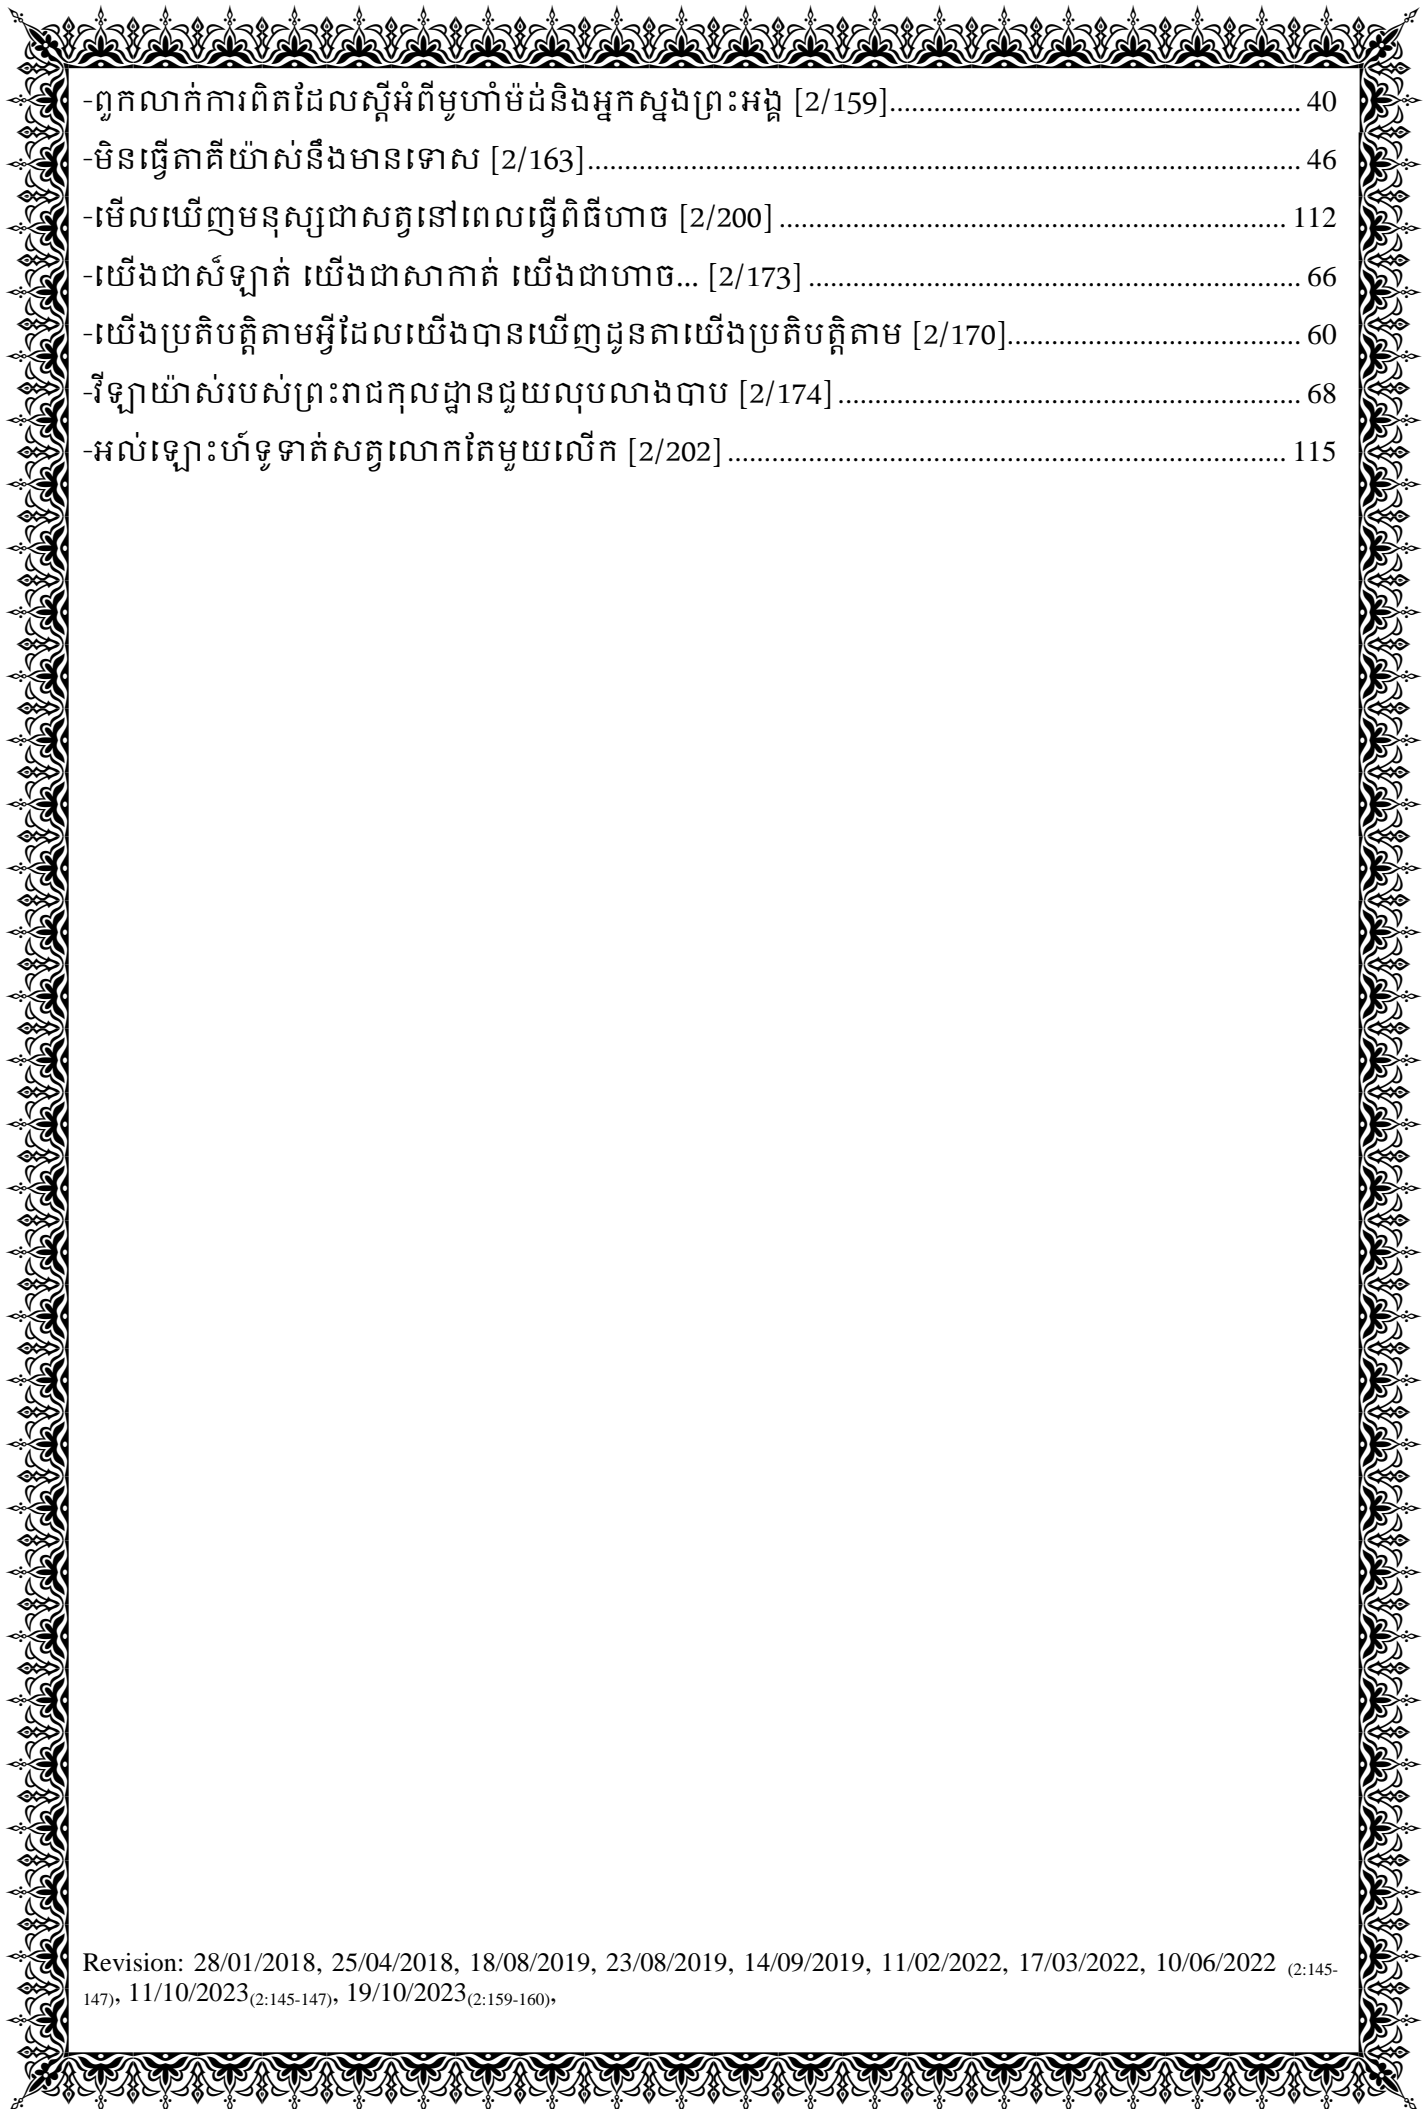 -ពួកលាក់ការពិតដែលស្ដីអំពីមូហាំម៉ដ់និងអ្នកស្នងព្រះអង្គ [2/159]........................................................... 40
-មិនធ្វើតាគីយ៉ាស់នឹងមានទោស [2/163]..................................................................................................... 46
-មើលឃើញមនុស្សជាសត្វនៅពេលធ្វើពិធីហាច [2/200] ......................................................................... 112
-យើងជាស៏ឡាត់ យើងជាសាកាត់ យើងជាហាច... [2/173] ...................................................................... 66
-យើងប្រតិបត្តិតាមអ្វីដែលយើងបានឃើញដូនតាយើងប្រតិបត្តិតាម [2/170].......................................... 60
-វីឡាយ៉ាស់របស់ព្រះរាជកុលដ្ឋានជួយលុបលាងបាប [2/174] .................................................................. 68
-អល់ឡោះហ៍ទូទាត់សត្វលោកតែមួយលើក [2/202] ................................................................................ 115
Revision: 28/01/2018, 25/04/2018, 18/08/2019, 23/08/2019, 14/09/2019, 11/02/2022, 17/03/2022, 10/06/2022 (2:145-
147), 11/10/2023(2:145-147), 19/10/2023(2:159-160),